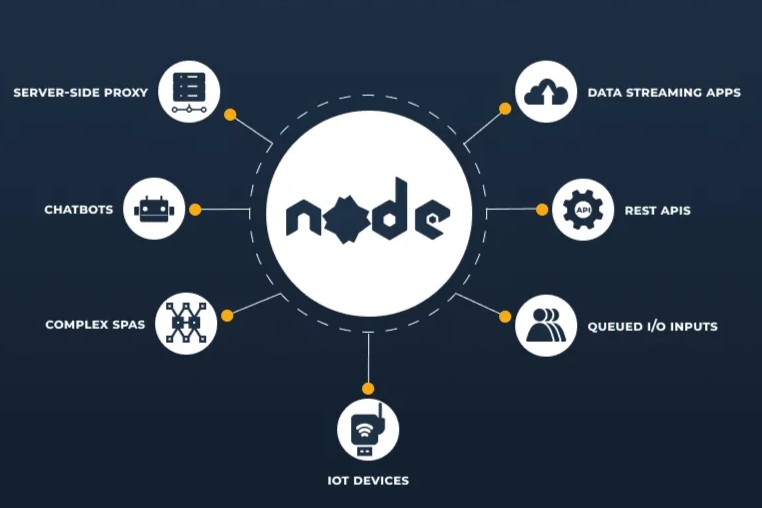 SERVER-SIDE PROXY
DATA STREAMING APPS
CHATBOTS
node
API
REST APIS
COMPLEX SPAS
QUEUED I/O INPUTS
IOT DEVICES